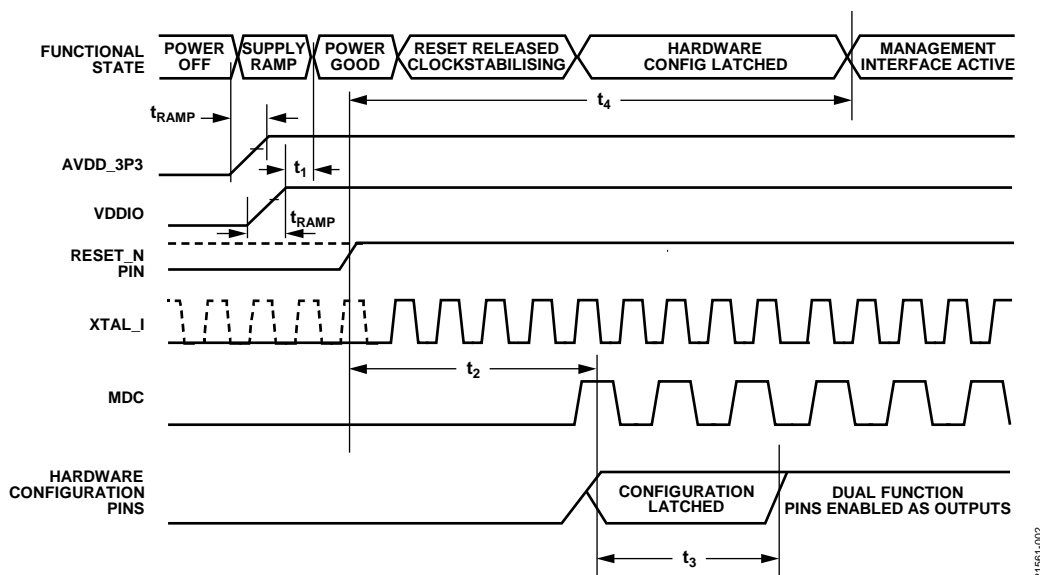 FUNCTIONAL
STATE
POWER
OFF
SUPPLY
RAMP
POWER
GOOD
RESET RELEASED
CLOCKSTABILISING
HARDWARE
CONFIG LATCHED
MANAGEMENT
INTERFACE ACTIVE
t4
tRAMP
AVDD_3P3
t1
VDDIO
tRAMP
RESET_N
PIN
XTAL_I
t2
MDC
HARDWARE
CONFIGURATION
PINS
CONFIGURATION
LATCHED
DUAL FUNCTION
PINS ENABLED AS OUTPUTS
t3
21561-002